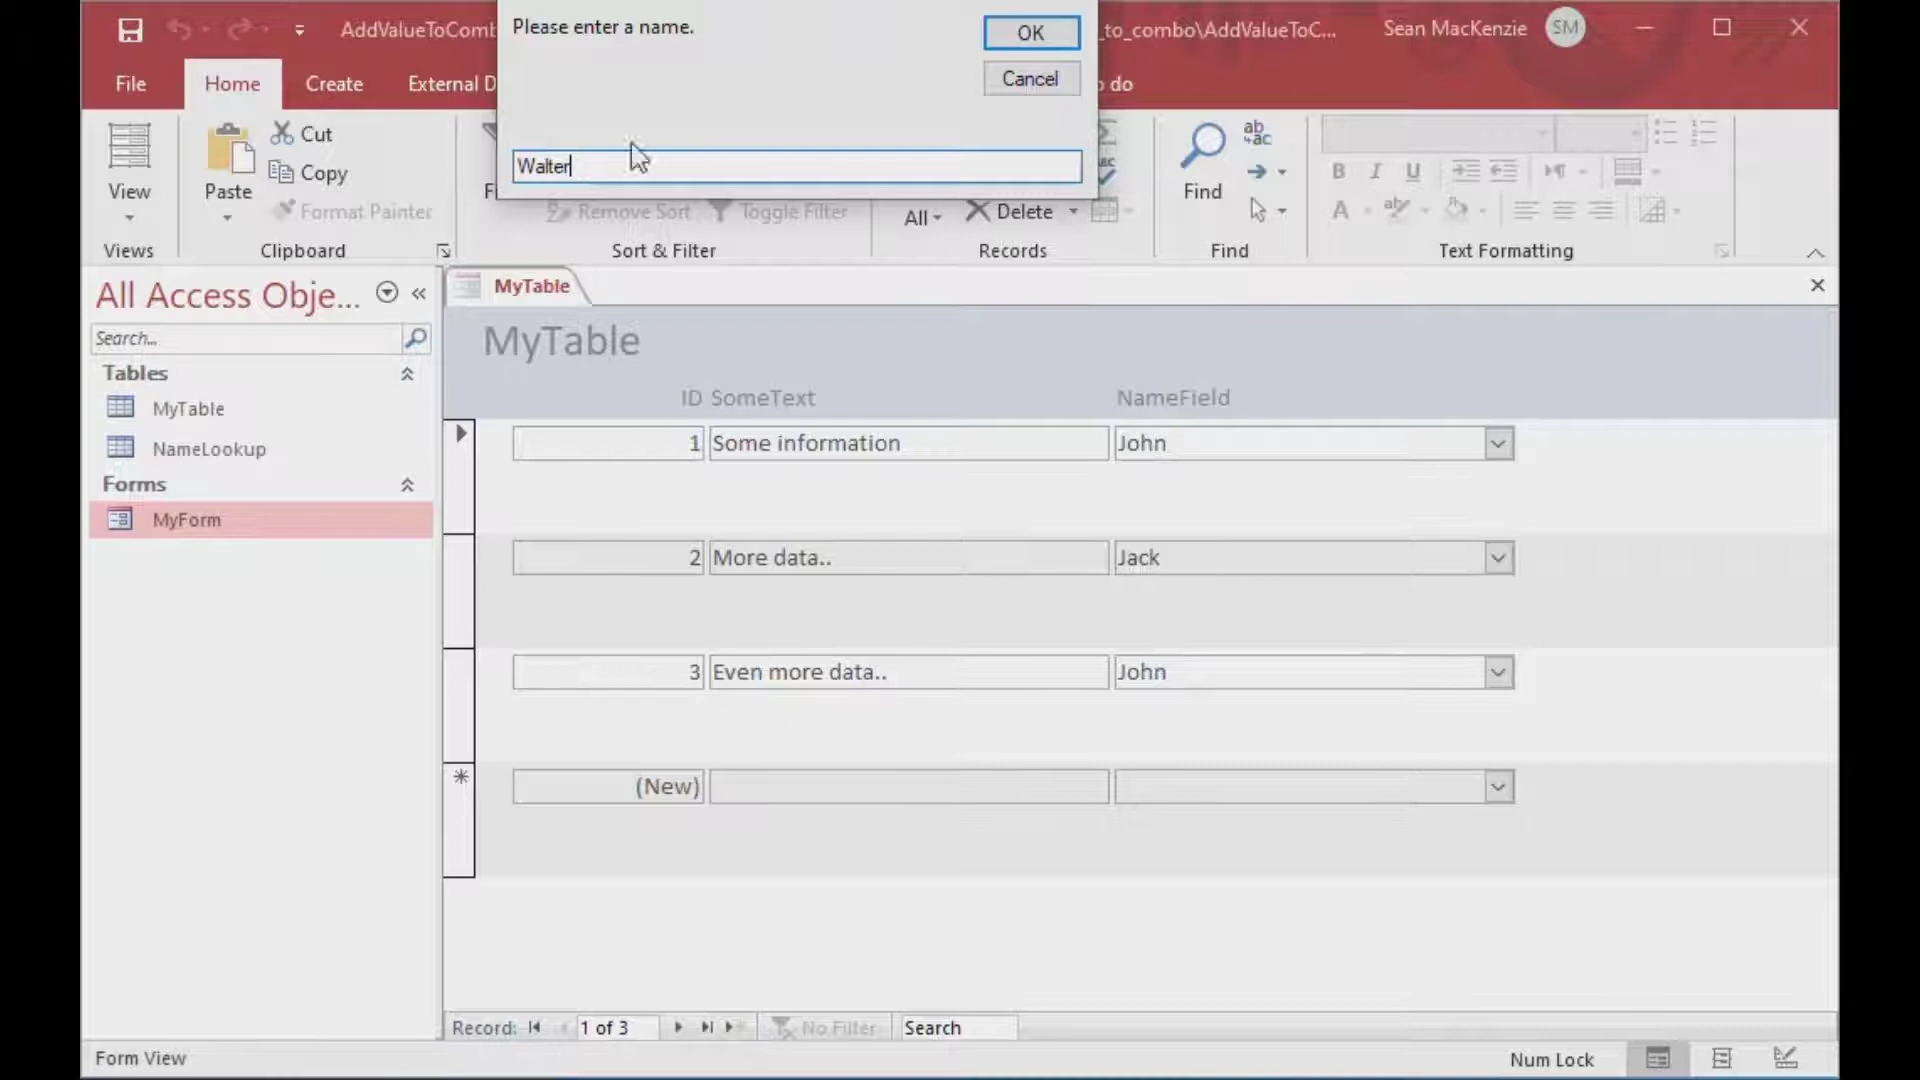 AddValueToComb
Please enter a name.
OK
_to_combo\AddValueToC...
Sean MacKenzie
SM
Cancel
File
Home
Create
External D
o do
Walter
View
Paste
Cut
Copy
Format Painter
Fi
Remove Sort
Toggle Filter
All
Delete
Find
ab
ac
B I U
A
Views
Clipboard
Sort & Filter
Records
Find
Text Formatting
All Access Obje...
Search...
Tables
MyTable
NameLookup
Forms
MyForm
MyTable
MyTable
ID SomeText NameField
1 Some information John
2 More data.. Jack
3 Even more data.. John
(New)
Record: 1 of 3 No Filter Search
Form View
Num Lock